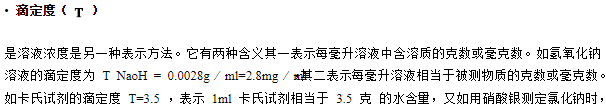 · 滴定度（ T ）
是溶液浓度是另一种表示方法。它有两种含义其一表示每毫升溶液中含溶质的克数或毫克数。如氢氧化钠
溶液的滴定度为 T NaoH = 0.0028g／ml=2.8mg／ 其二表示每毫升溶液相当于被测物质的克数或毫克数。
如卡氏试剂的滴定度 T=3.5 ，表示 1ml 卡氏试剂相当于 3.5 克 的水含量，又如用硝酸银测定氯化钠时，